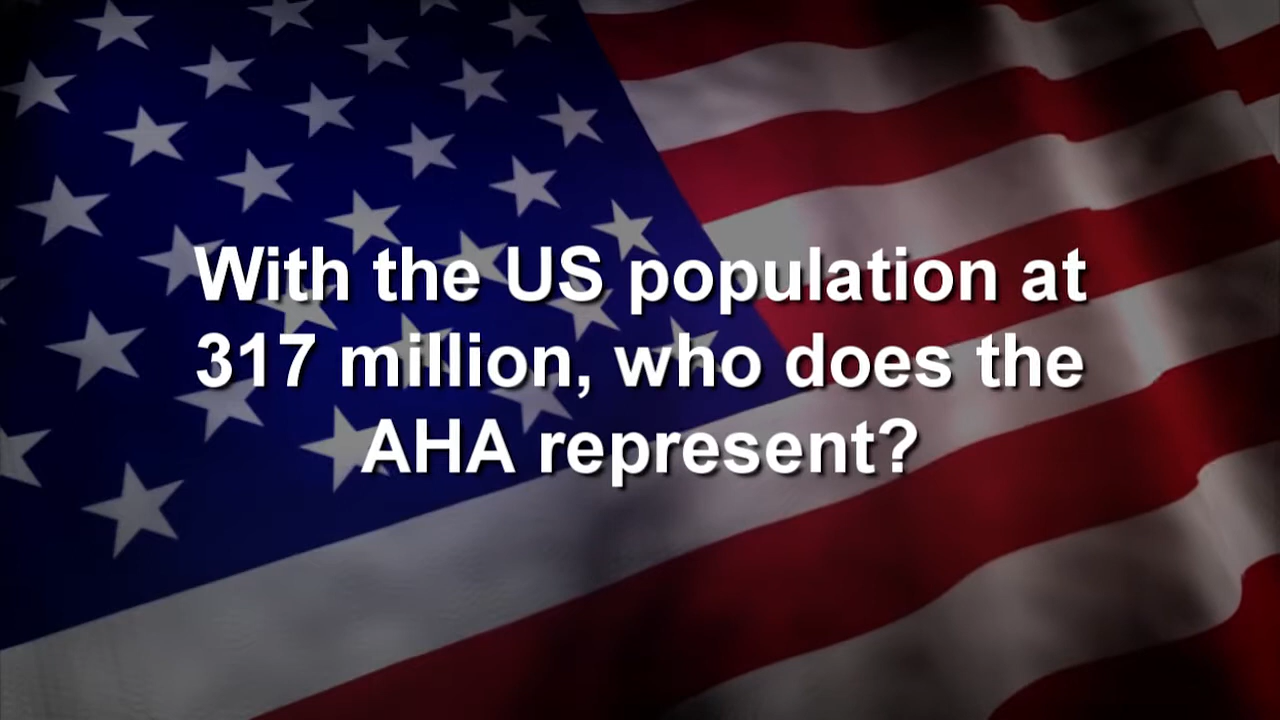 With the US population at
317 million, who does the
AHA represent?